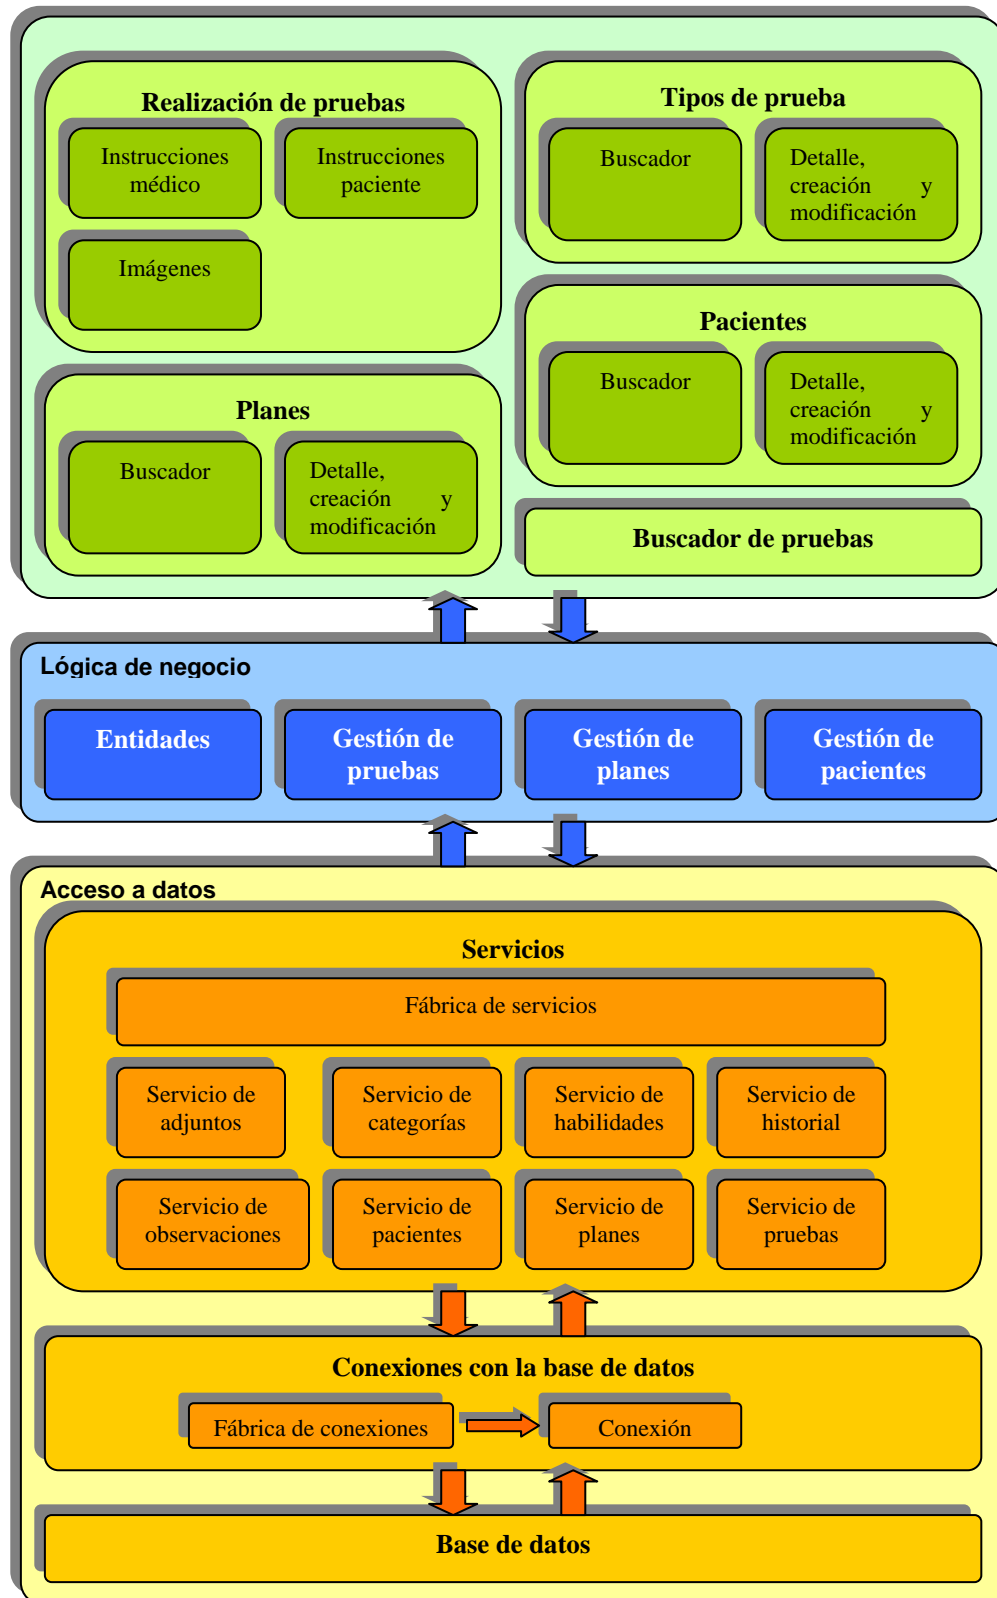 Realización de pruebas
Instrucciones
médico
Instrucciones
paciente
Imágenes
Tipos de prueba
Buscador
Detalle,
creación y
modificación
Pacientes
Buscador
Detalle,
creación y
modificación
Planes
Buscador
Detalle,
creación y
modificación
Buscador de pruebas
Lógica de negocio
Entidades
Gestión de
pruebas
Gestión de
planes
Gestión de
pacientes
Acceso a datos
Servicios
Fábrica de servicios
Servicio de
adjuntos
Servicio de
categorías
Servicio de
habilidades
Servicio de
historial
Servicio de
observaciones
Servicio de
pacientes
Servicio de
planes
Servicio de
pruebas
Conexiones con la base de datos
Fábrica de conexiones
Conexión
Base de datos